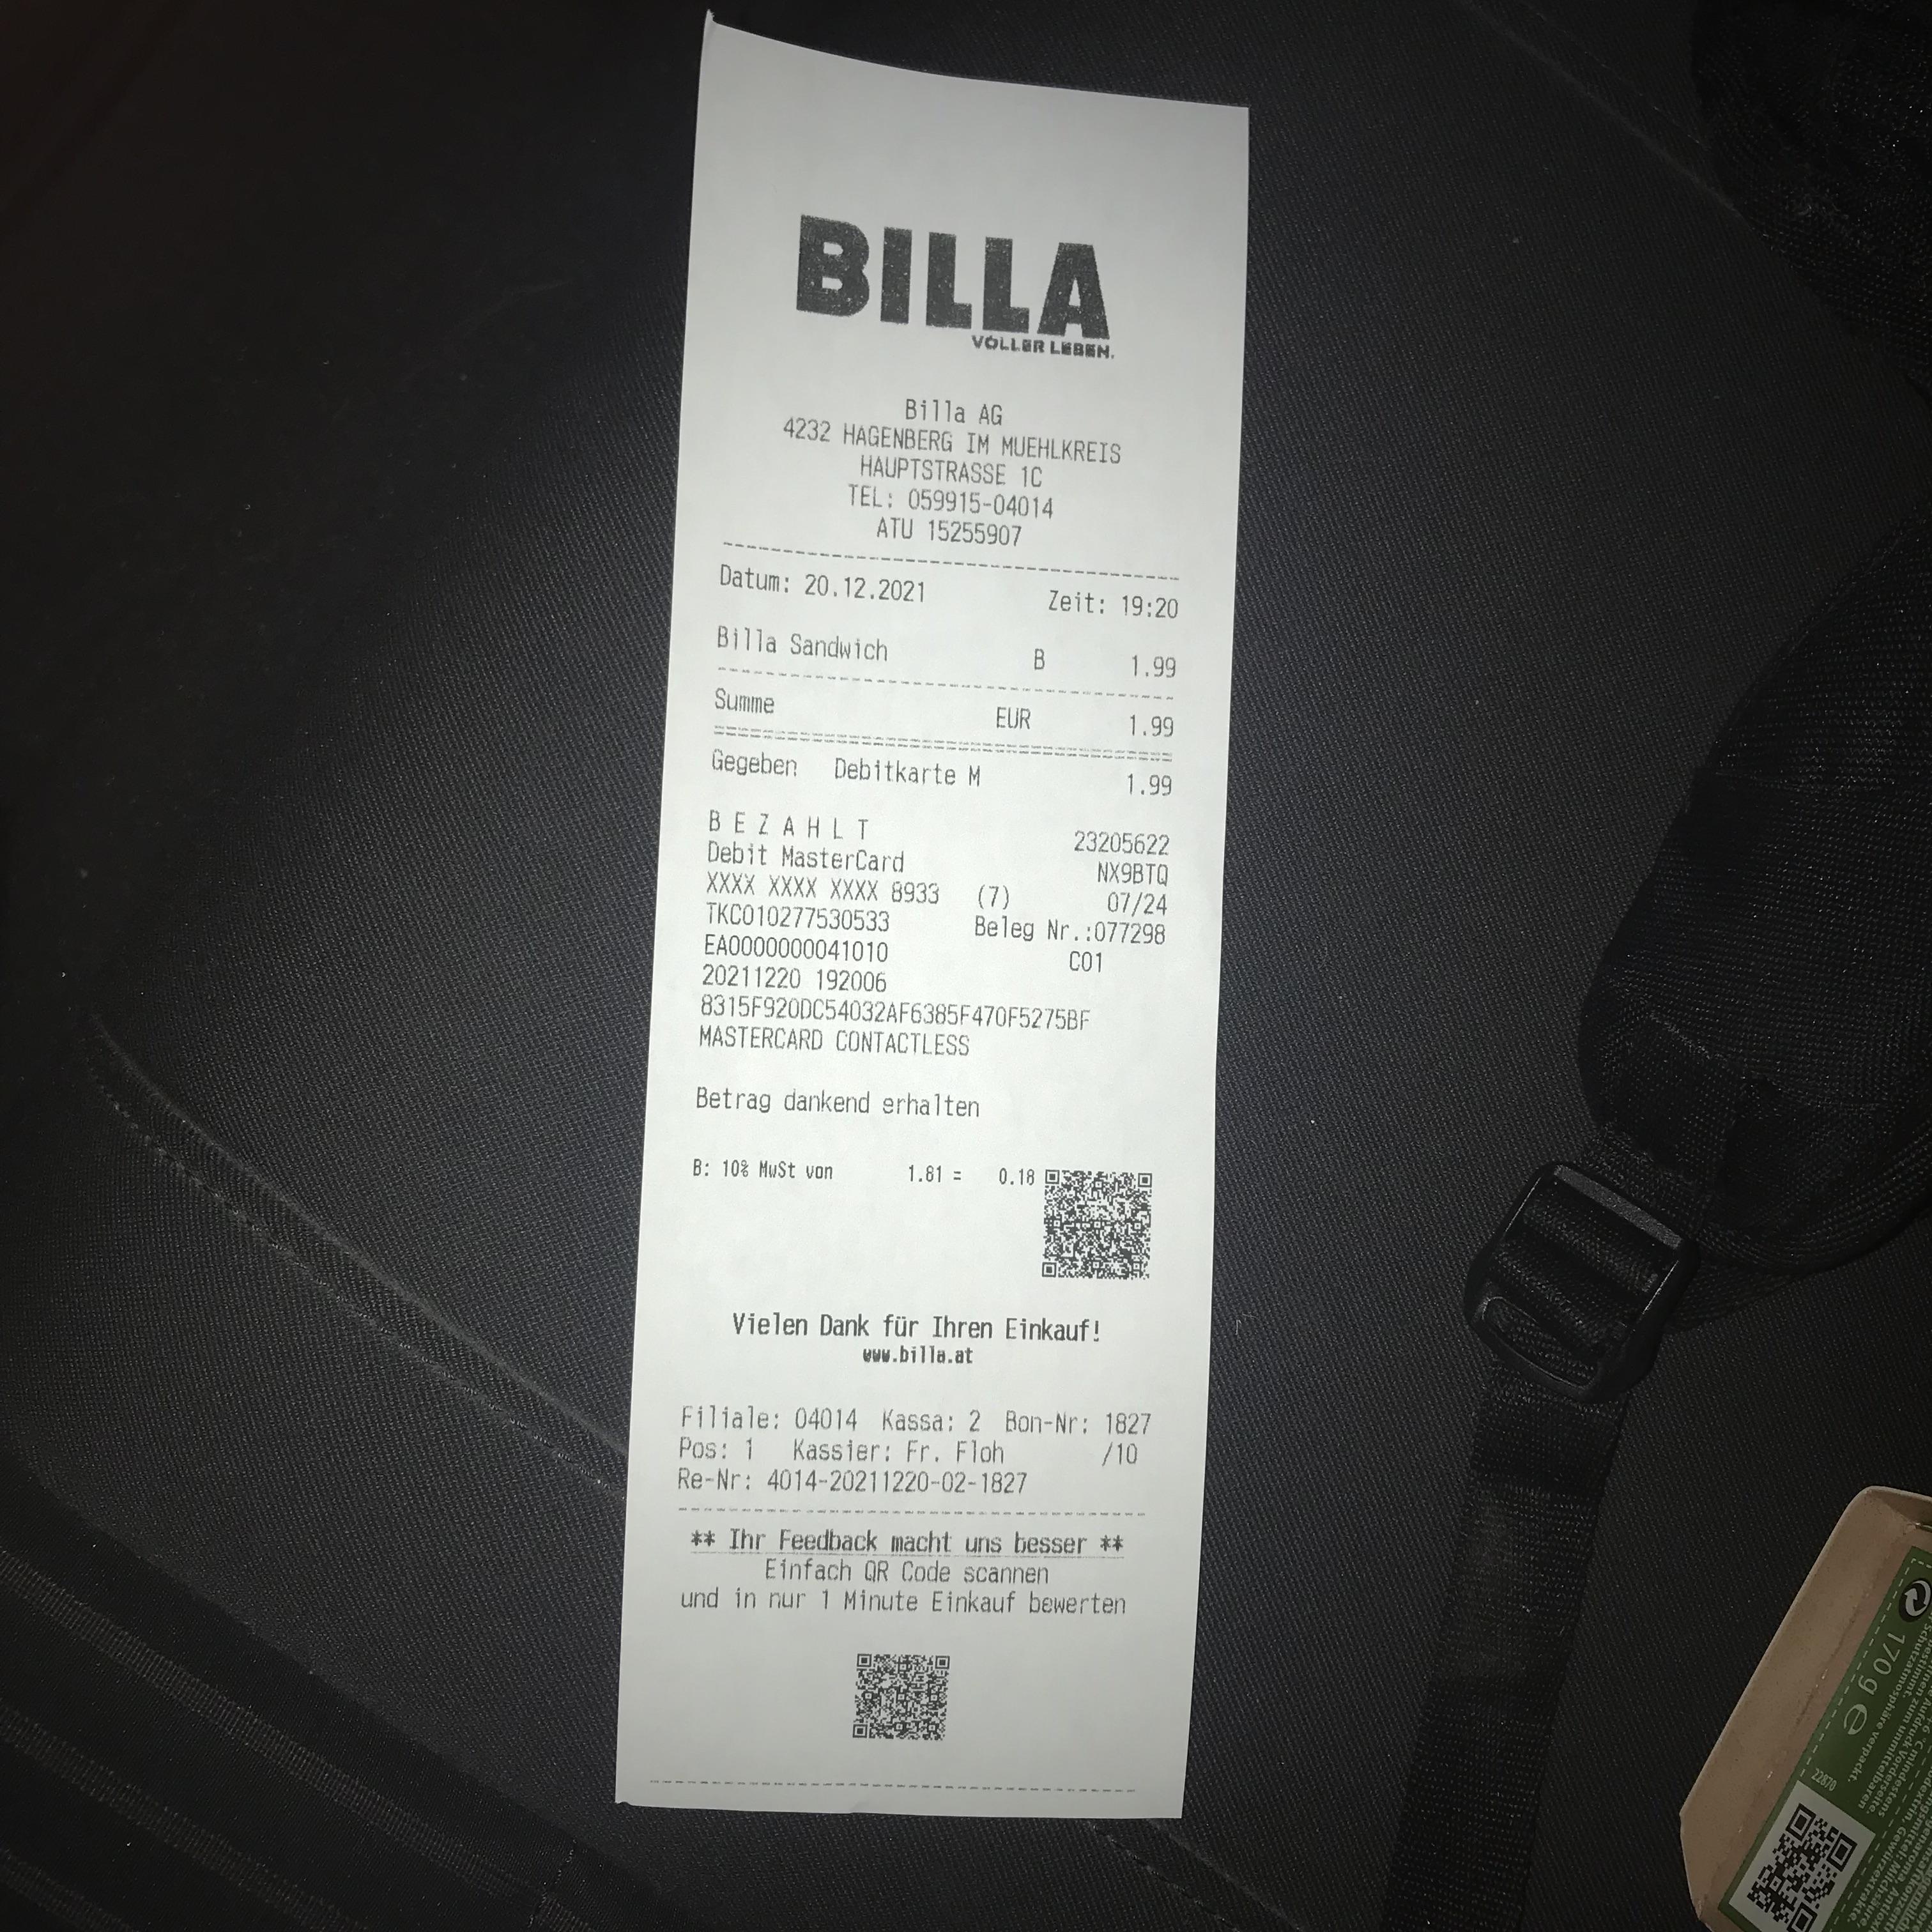 BILLA
VOLLER LEBEN.
Billa AG
4232 HAGENBERG IM MUEHLKREIS
HAUPTSTRASSE 1C
TEL: 059915-04014
ATU 15255907
Datum: 20.12.2021 Zeit: 19:20
Billa Sandwich B 1.99
Summe EUR 1.99
Gegeben Debitkarte M 1.99
B E Z A H L T 23205622
Debit MasterCard NX9BTQ
XXXX XXXX XXXX 8933 (7) 07/24
TKC010277530533 Beleg Nr.:077298
EA0000000041010 C01
20211220 192006
8315F920DC54032AF6385F470F5275BF
MASTERCARD CONTACTLESS
Betrag dankend erhalten
B: 10% MwSt von 1.81 = 0.18
Vielen Dank für Ihren Einkauf!
www.billa.at
Filiale: 04014 Kassa: 2 Bon-Nr: 1827
Pos: 1 Kassier: Fr. Floh /10
Re-Nr: 4014-20211220-02-1827
** Ihr Feedback macht uns besser **
Einfach QR Code scannen
und in nur 1 Minute Einkauf bewerten
170 g e
Schutzatmosphäre verpackt.
22870